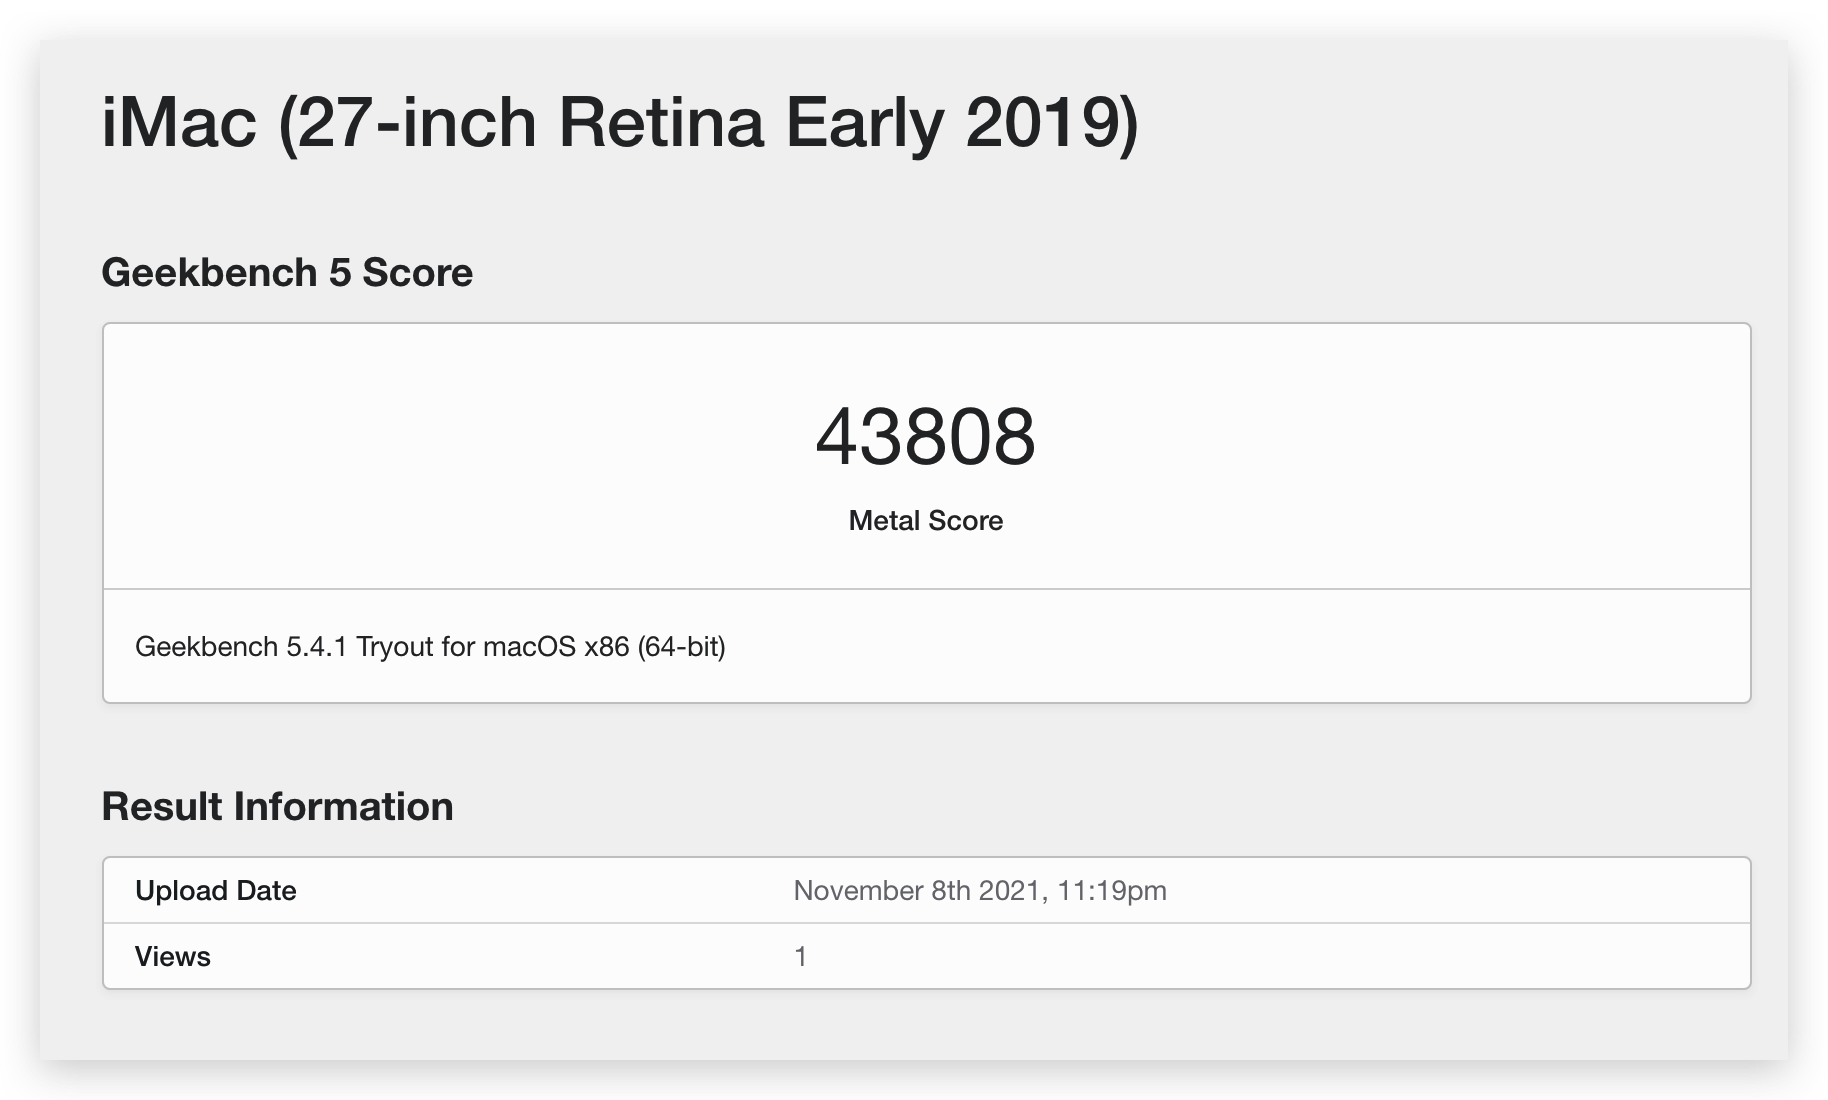 iMac (27-inch Retina Early 2019)
Geekbench 5 Score
43808
Metal Score
Geekbench 5.4.1 Tryout for macOS x86 (64-bit)
Result Information
Upload Date November 8th 2021, 11:19pm
Views 1